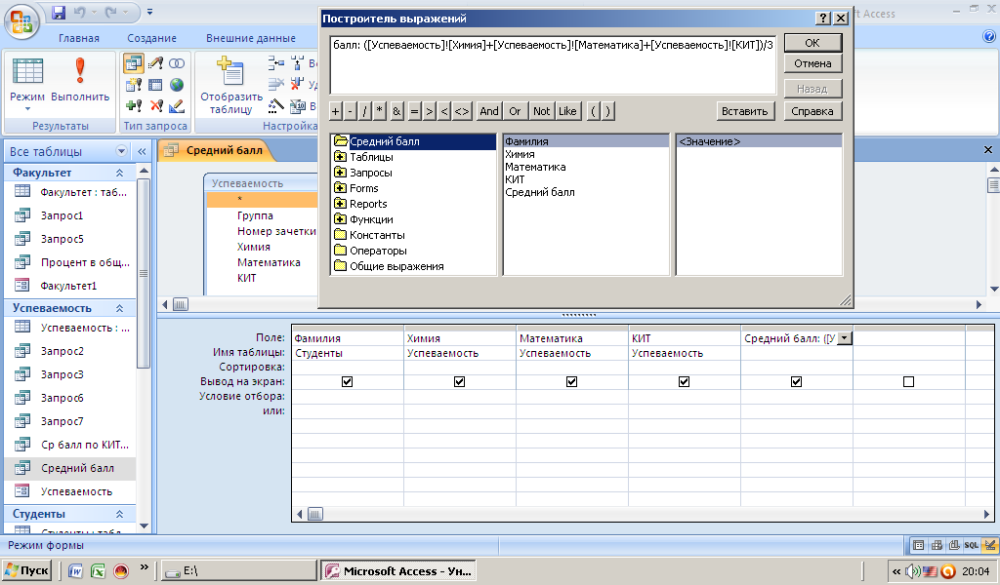 t Access
Главная
Создание
Внешние данные
Режим
Выполнить
Результаты
Тип запроса
Отобразить
таблицу
Настройка
Построитель выражений
балл: ([Успеваемость]![Химия]+[Успеваемость]![Математика]+[Успеваемость]![КИТ])/3
OK
Отмена
Назад
Справка
+ - / * & = > < <> And Or Not Like ( )
Вставить
Средний балл
Таблицы
Запросы
Forms
Reports
Функции
Константы
Операторы
Общие выражения
Фамилия
Химия
Математика
КИТ
Средний балл
<Значение>
Все таблицы
Факультет
Факультет : таб...
Запрос1
Запрос5
Процент в общ...
Факультет1
Успеваемость
Успеваемость : ...
Запрос2
Запрос3
Запрос6
Запрос7
Ср балл по КИТ...
Средний балл
Успеваемость
Студенты
Средний балл
Успеваемость
*
Группа
Номер зачетки
Химия
Математика
КИТ
Поле: Фамилия Химия Математика КИТ Средний балл: ([У
Имя таблицы: Студенты Успеваемость Успеваемость Успеваемость
Сортировка:
Вывод на экран:
Условие отбора:
или:
Режим формы
SQL
Пуск
»
E:\
Microsoft Access - Ун...
«
20:04